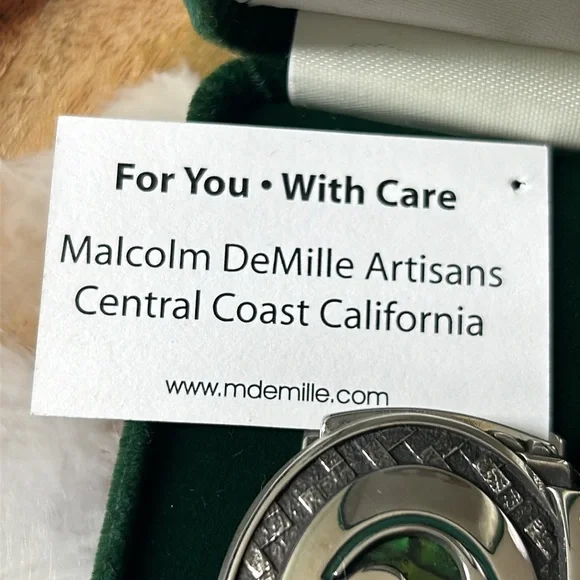 For You • With Care
Malcolm DeMille Artisans
Central Coast California
www.mdemille.com